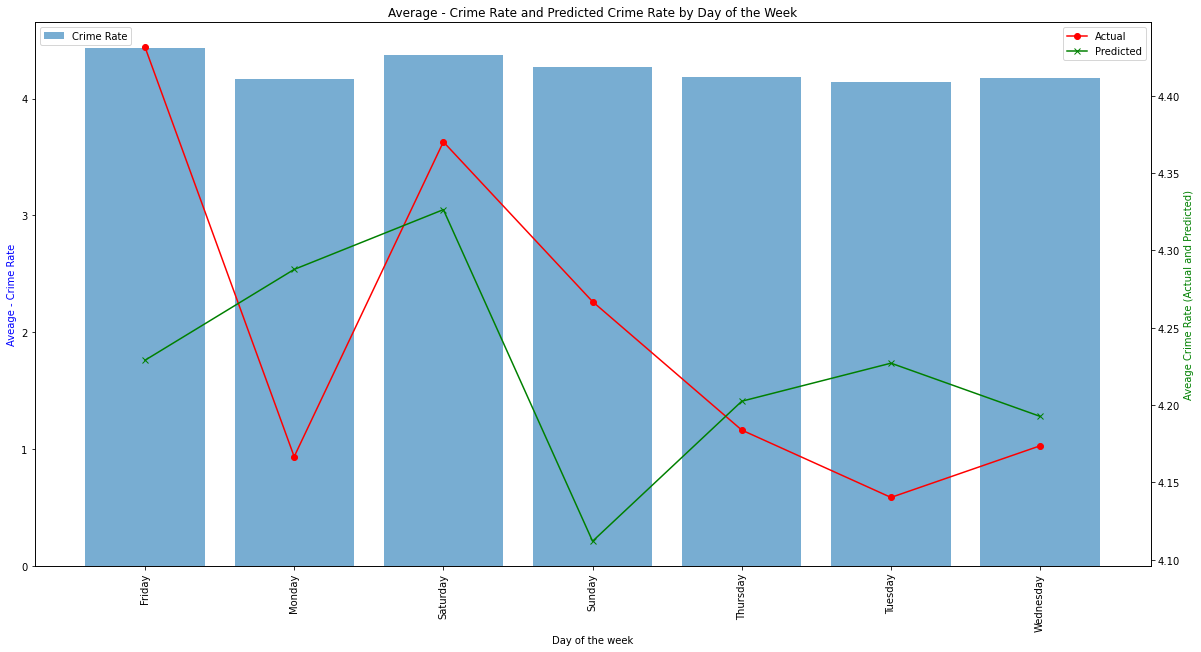 Average - Crime Rate and Predicted Crime Rate by Day of the Week
Crime Rate
Actual
Predicted
Aveage - Crime Rate
4
3
2
1
0
4.40
4.35
4.30
4.25
4.20
4.15
4.10
Aveage Crime Rate (Actual and Predicted)
Friday
Monday
Saturday
Sunday
Thursday
Tuesday
Wednesday
Day of the week